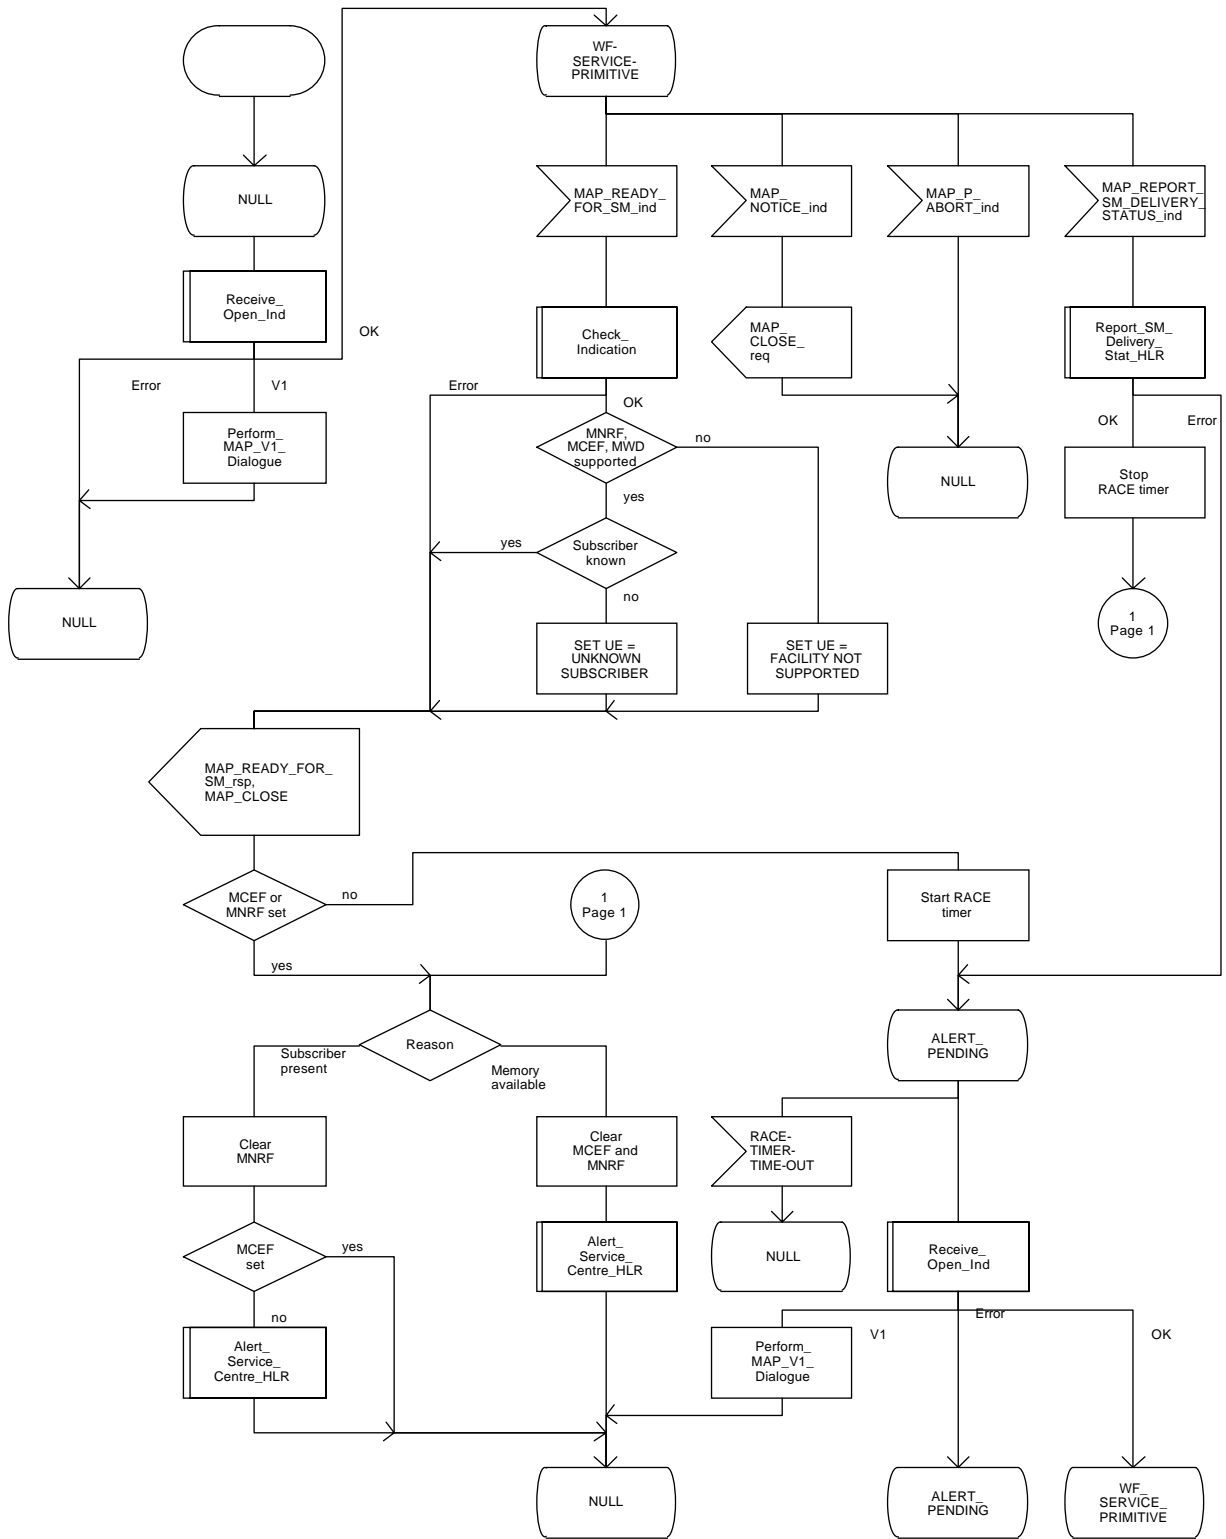 WF-
SERVICE-
PRIMITIVE
NULL
MAP_READY_
FOR_SM_ind
MAP_
NOTICE_ind
MAP_P_
ABORT_ind
MAP_REPORT_
SM_DELIVERY_
STATUS_ind
Receive_
Open_Ind
OK
Check_
Indication
MAP_
CLOSE_
req
Report_SM_
Delivery_
Stat_HLR
Error
V1
Error
OK
OK
Error
Perform_
MAP_V1_
Dialogue
MNRF,
MCEF, MWD
supported
no
yes
NULL
Stop
RACE timer
yes
Subscriber
known
no
NULL
1
Page 1
SET UE =
UNKNOWN
SUBSCRIBER
SET UE =
FACILITY NOT
SUPPORTED
MAP_READY_FOR_
SM_rsp,
MAP_CLOSE
MCEF or
MNRF set
no
yes
1
Page 1
Start RACE
timer
Reason
Subscriber
present
Memory
available
ALERT_
PENDING
Clear
MNRF
Clear
MCEF and
MNRF
RACE-
TIMER-
TIME-OUT
MCEF
set
yes
no
Alert_
Service_
Centre_HLR
NULL
Receive_
Open_Ind
Error
V1
OK
Alert_
Service_
Centre_HLR
Perform_
MAP_V1_
Dialogue
NULL
ALERT_
PENDING
WF_
SERVICE_
PRIMITIVE